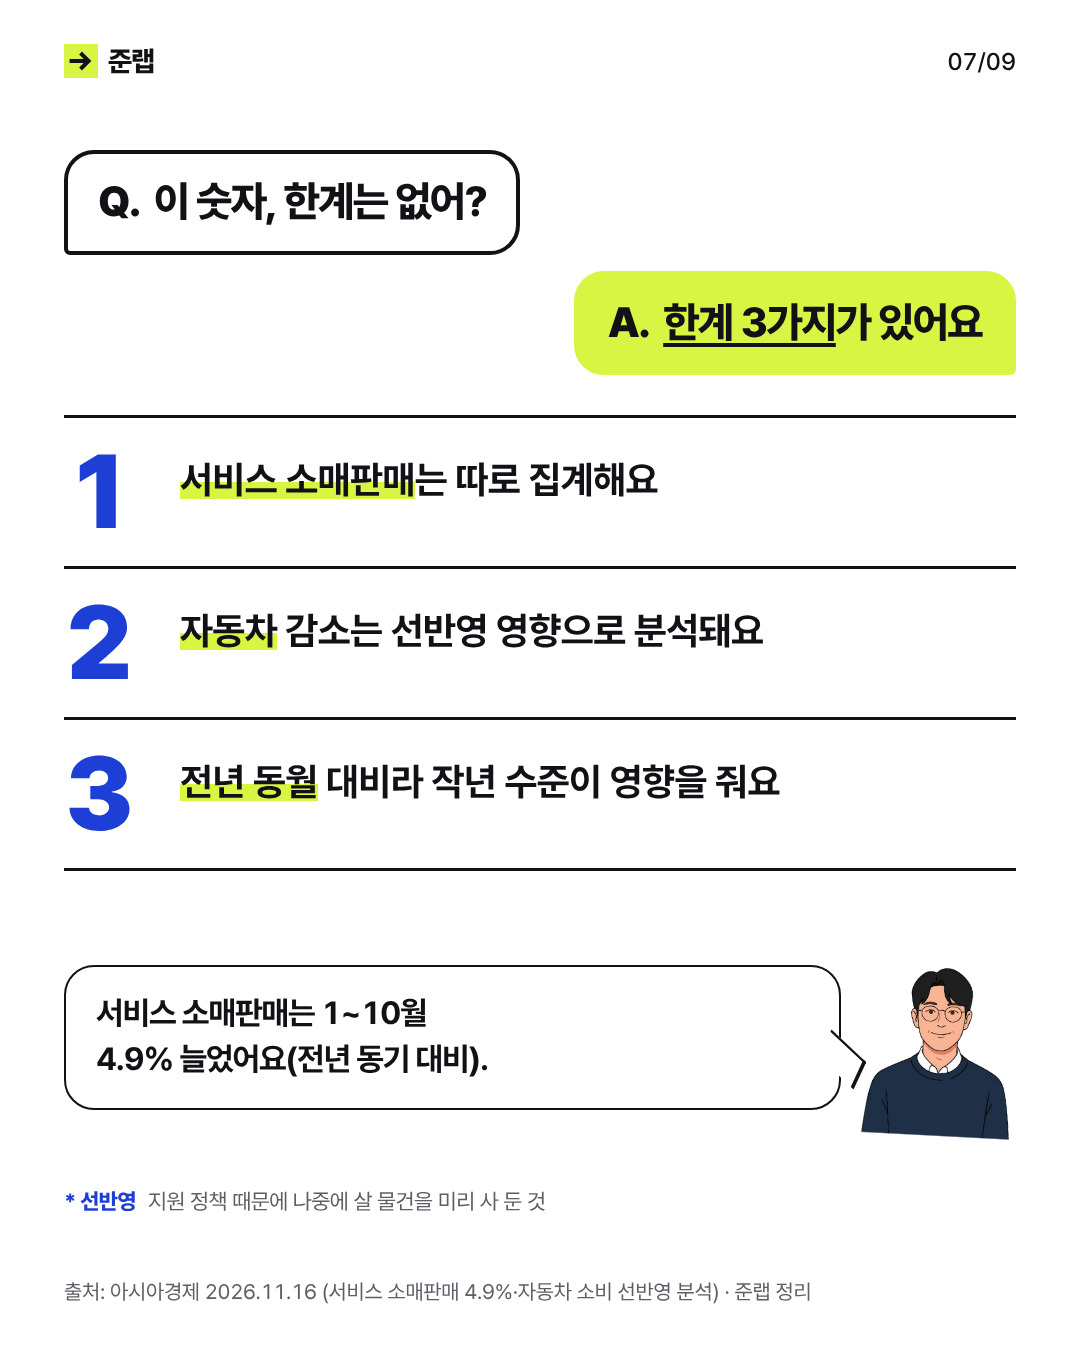 준랩
07/09
Q. 이 숫자, 한계는 없어?
A. 한계 3가지가 있어요
1 서비스 소매판매는 따로 집계해요
2 자동차 감소는 선반영 영향으로 분석돼요
3 전년 동월 대비라 작년 수준이 영향을 줘요
서비스 소매판매는 1~10월
4.9% 늘었어요(전년 동기 대비).
* 선반영 지원 정책 때문에 나중에 살 물건을 미리 사 둔 것
출처: 아시아경제 2026.11.16 (서비스 소매판매 4.9%·자동차 소비 선반영 분석) · 준랩 정리